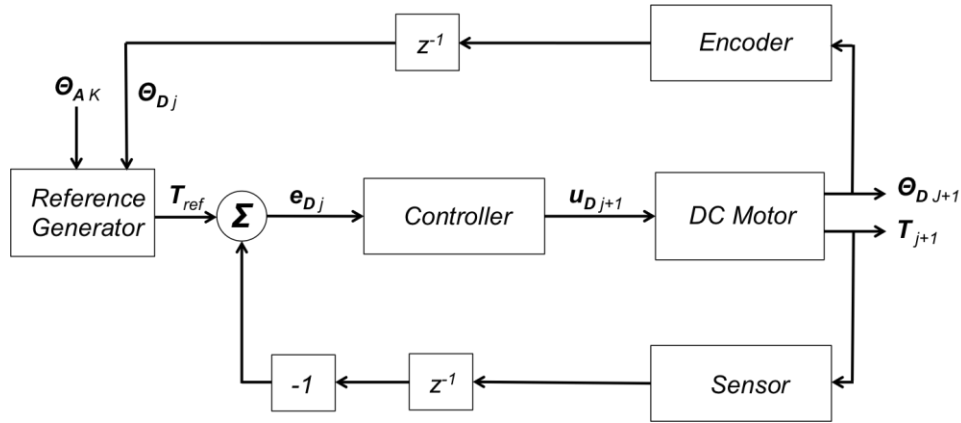 z⁻¹
Encoder
Θ_A K
Θ_D j
Reference
Generator
T_ref
Σ
e_D j
Controller
u_D j+1
DC Motor
Θ_D J+1
T_j+1
-1
z⁻¹
Sensor